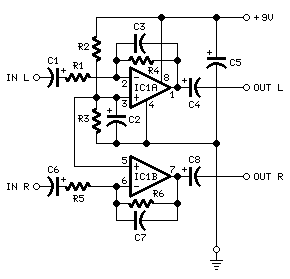 C3
+9V
R2
R4
C1
+
R1
8
+
C5
IN L
2
−
IC1A
1
+
OUT L
3
+
4
C4
R3
+
C2
5
+
C6
IC1B
7
C8
IN R
+
6
−
+
OUT R
R5
R6
C7